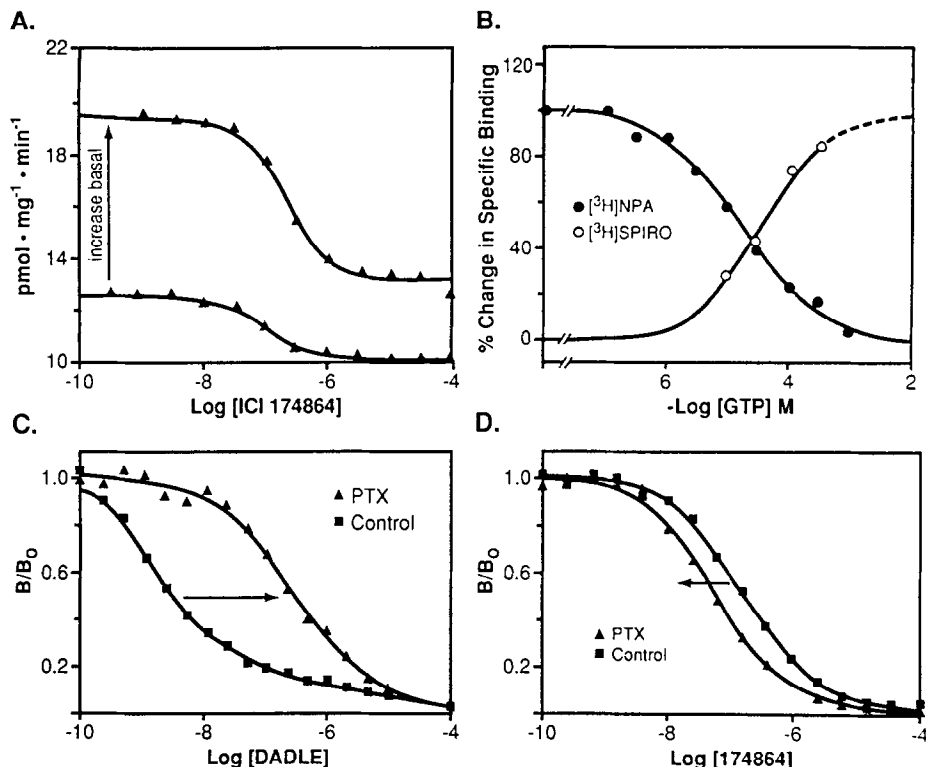 A.
22
18
14
10
pmol • mg⁻¹ • min⁻¹
increase basal
-10
-8
-6
-4
Log [ICI 174864]
B.
120
80
40
0
% Change in Specific Binding
● [³H]NPA
○ [³H]SPIRO
6
4
2
-Log [GTP] M
C.
1.0
0.6
0.2
B/B₀
▲ PTX
■ Control
-10
-8
-6
-4
Log [DADLE]
D.
1.0
0.6
0.2
B/B₀
▲ PTX
■ Control
-10
-8
-6
-4
Log [174864]